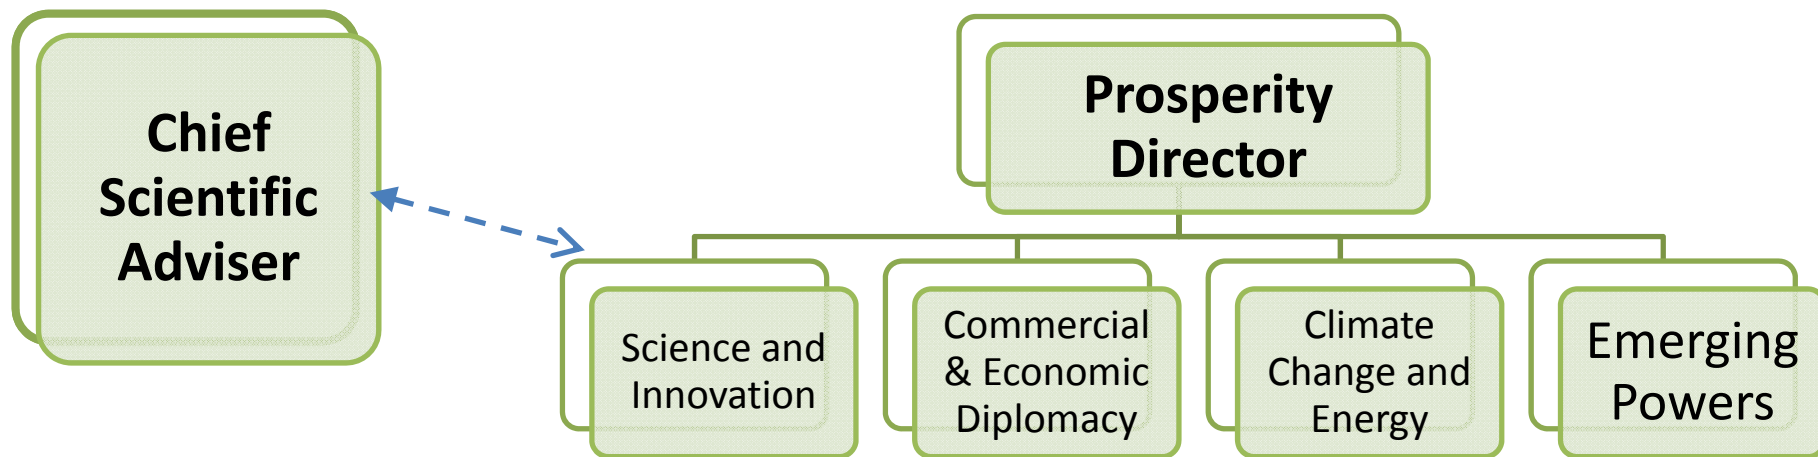 Chief
Scientific
Adviser
Prosperity
Director
Science and
Innovation
Commercial
& Economic
Diplomacy
Climate
Change and
Energy
Emerging
Powers